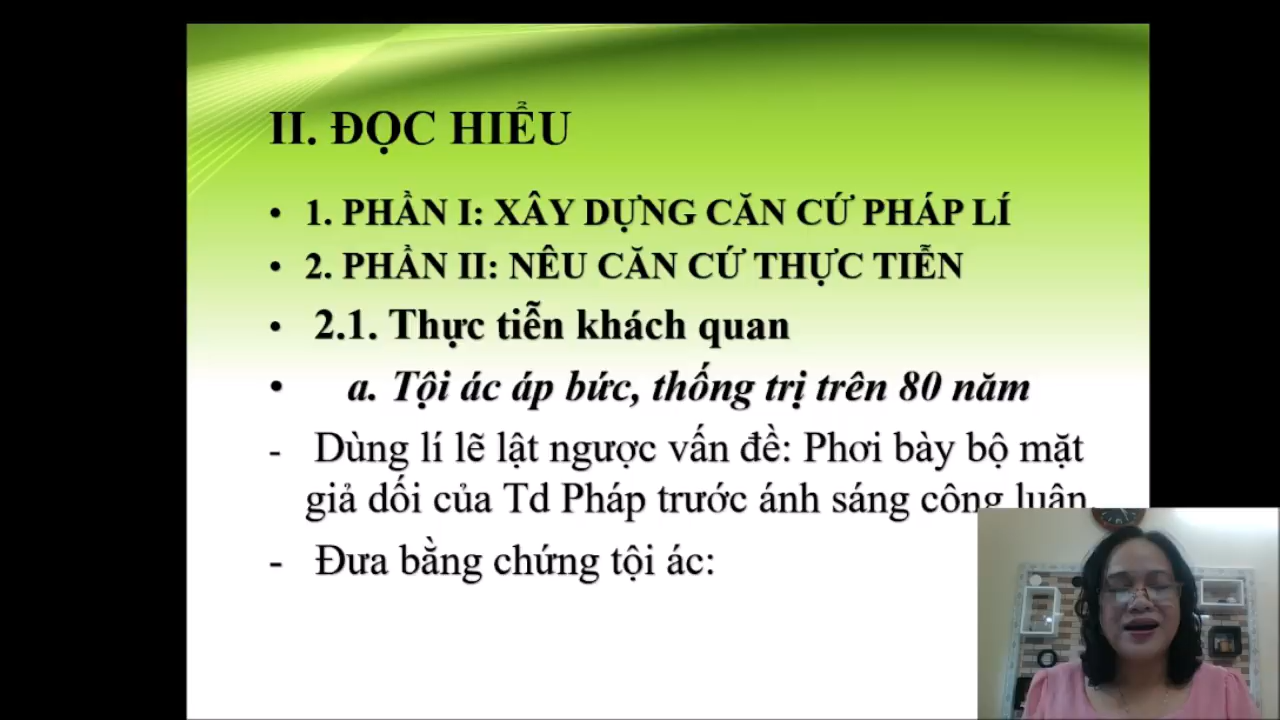 II. ĐỌC HIỂU
• 1. PHẦN I: XÂY DỰNG CĂN CỨ PHÁP LÍ
• 2. PHẦN II: NÊU CĂN CỨ THỰC TIỄN
• 2.1. Thực tiễn khách quan
• a. Tội ác áp bức, thống trị trên 80 năm
- Dùng lí lẽ lật ngược vấn đề: Phơi bày bộ mặt
giả dối của Td Pháp trước ánh sáng công luận
- Đưa bằng chứng tội ác: